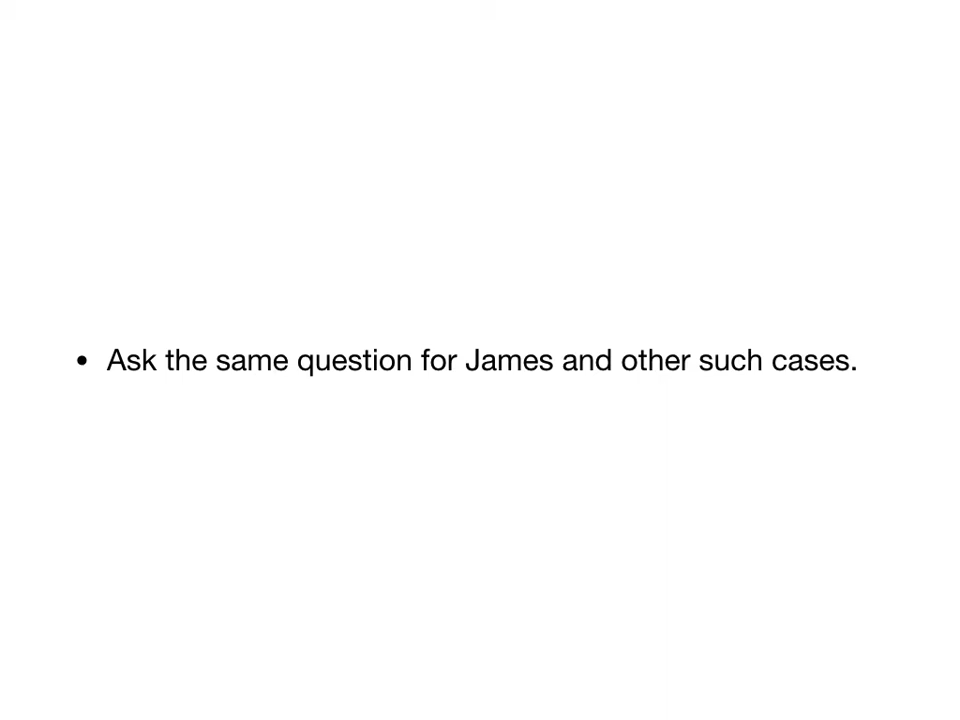 • Ask the same question for James and other such cases.